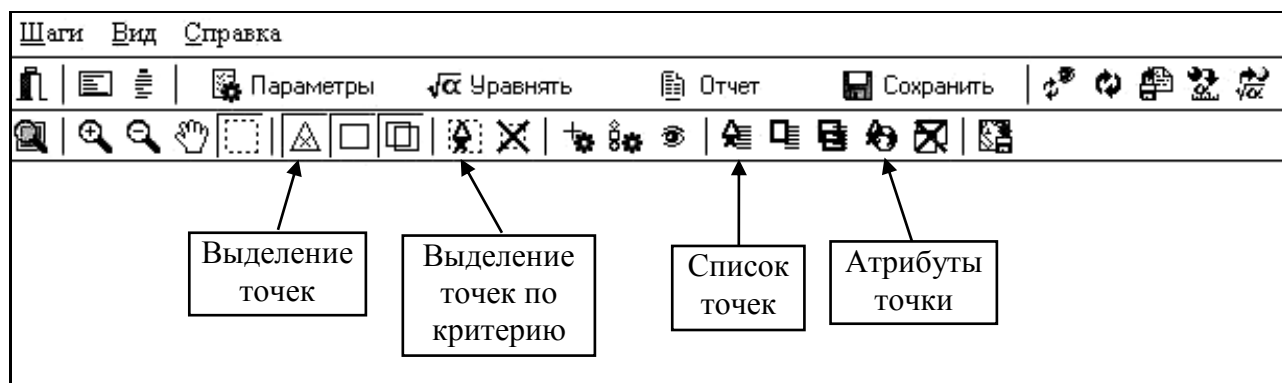 Шаги Вид Справка
Параметры √α Уравнять Отчет Сохранить
Выделение
точек
Выделение
точек по
критерию
Список
точек
Атрибуты
точки